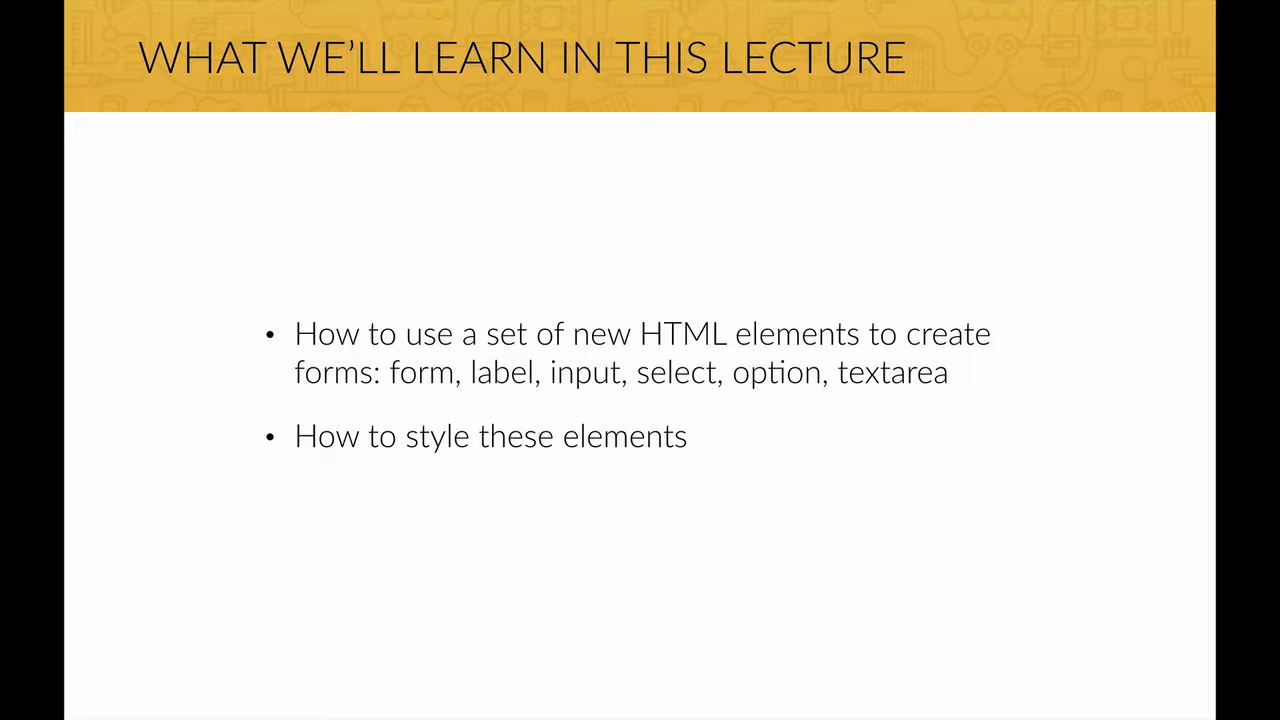 WHAT WE’LL LEARN IN THIS LECTURE
• How to use a set of new HTML elements to create
forms: form, label, input, select, option, textarea
• How to style these elements